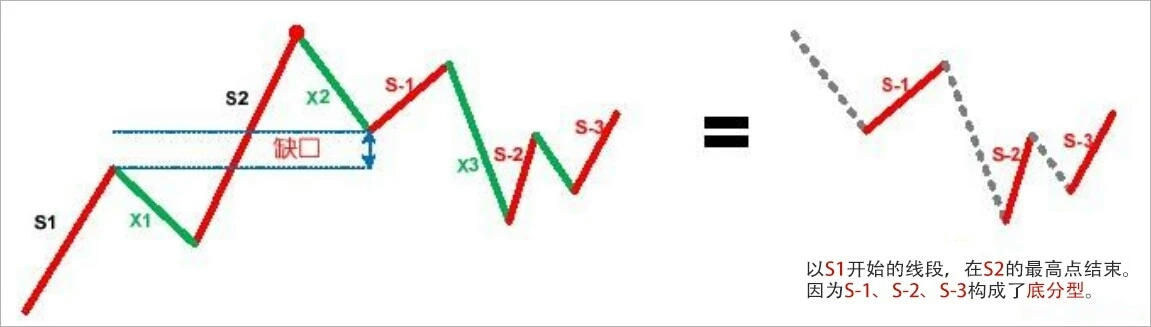 S2
X2
S-1
缺口
S1
X1
X3
S-2
S-3
=
S-1
S-2
S-3
以S1开始的线段，在S2的最高点结束。
因为S-1、S-2、S-3构成了底分型。